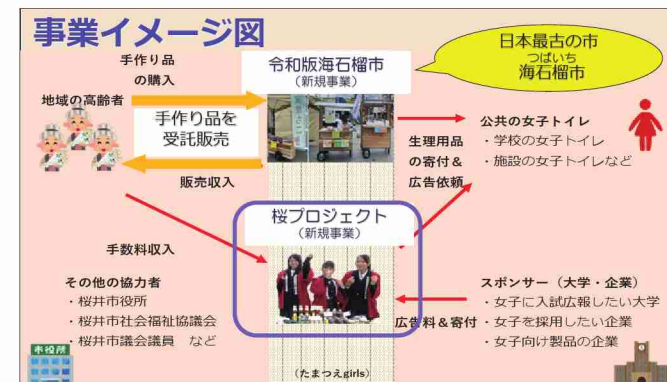 事業イメージ図
手作り品
の購入
地域の高齢者
手作り品を
受託販売
販売収入
令和版海石榴市
（新規事業）
日本最古の市
つばいち
海石榴市
公共の女子トイレ
・学校の女子トイレ
・施設の女子トイレなど
生理用品
の寄付＆
広告依頼
桜プロジェクト
（新規事業）
手数料収入
その他の協力者
・桜井市役所
・桜井市社会福祉協議会
・桜井市議会議員　など
市役所
スポンサー（大学・企業）
・女子に入試広報したい大学
・女子を採用したい企業
・女子向け製品の企業
広告料＆寄付
（たまつえgirls）